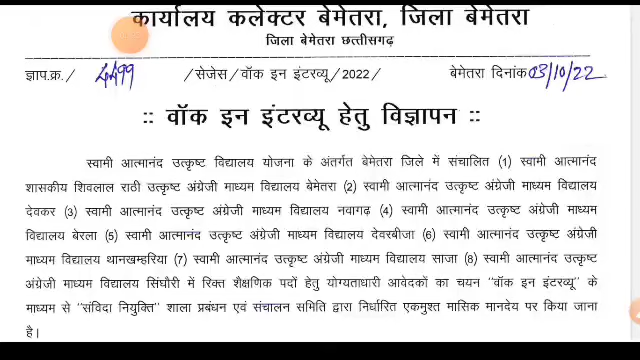 कार्यालय कलेक्टर बेमेतरा, जिला बेमेतरा
जिला बेमेतरा छत्तीसगढ़
ज्ञाप.क्र. / 4499 /सेजेस/वॉक इन इंटरव्यू/2022/ बेमेतरा दिनांक 03/10/22
:: वॉक इन इंटरव्यू हेतु विज्ञापन ::
स्वामी आत्मानंद उत्कृष्ट विद्यालय योजना के अंतर्गत बेमेतरा जिले में संचालित (1) स्वामी आत्मानंद
शासकीय शिवलाल राठी उत्कृष्ट अंग्रेजी माध्यम विद्यालय बेमेतरा (2) स्वामी आत्मानंद उत्कृष्ट अंग्रेजी माध्यम विद्यालय
देवकर (3) स्वामी आत्मानंद उत्कृष्ट अंग्रेजी माध्यम विद्यालय नवागढ़ (4) स्वामी आत्मानंद उत्कृष्ट अंग्रेजी माध्यम
विद्यालय बेरला (5) स्वामी आत्मानंद उत्कृष्ट अंग्रेजी माध्यम विद्यालय देवरबीजा (6) स्वामी आत्मानंद उत्कृष्ट अंग्रेजी
माध्यम विद्यालय थानखम्हरिया (7) स्वामी आत्मानंद उत्कृष्ट अंग्रेजी माध्यम विद्यालय साजा (8) स्वामी आत्मानंद उत्कृष्ट
अंग्रेजी माध्यम विद्यालय सिंघौरी में रिक्त शैक्षणिक पदों हेतु योग्यताधारी आवेदकों का चयन "वॉक इन इंटरव्यू" के
माध्यम से "संविदा नियुक्ति" शाला प्रबंधन एवं संचालन समिति द्वारा निर्धारित एकमुश्त मासिक मानदेय पर किया जाना
है।